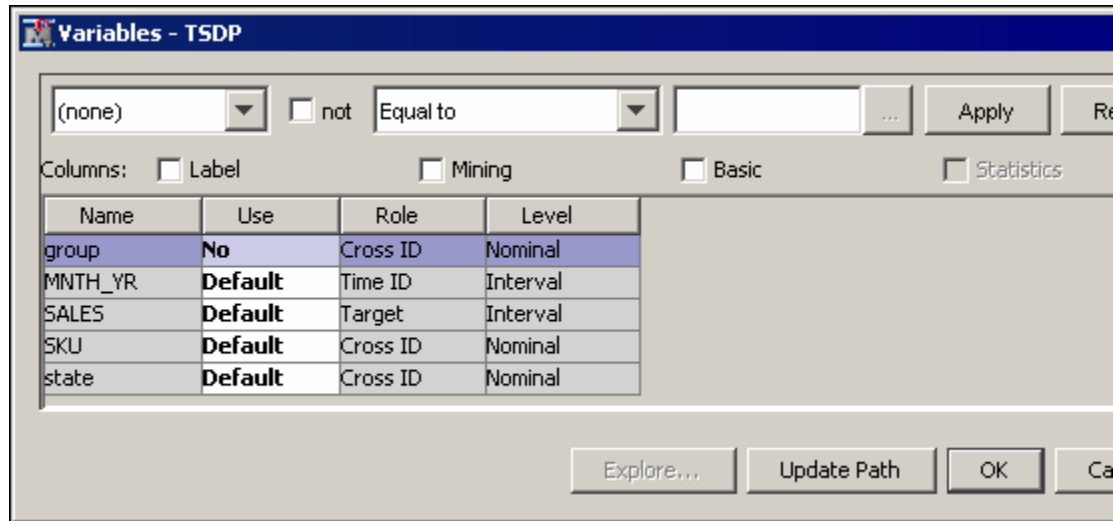 Variables - TSDP
(none) not Equal to ... Apply Re
Columns: Label Mining Basic Statistics
Name Use Role Level
group No Cross ID Nominal
MNTH_YR Default Time ID Interval
SALES Default Target Interval
SKU Default Cross ID Nominal
state Default Cross ID Nominal
Explore... Update Path OK Ca